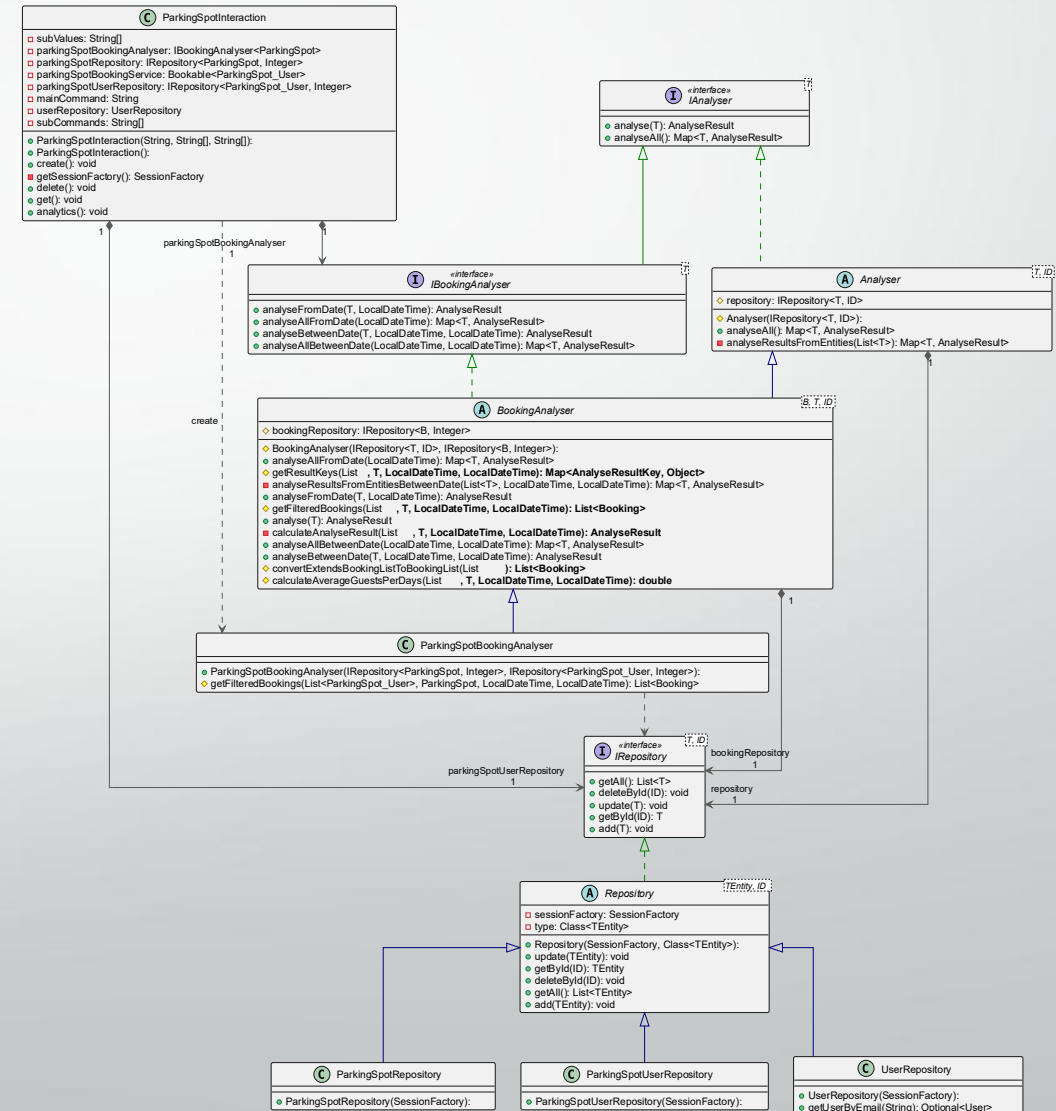 C ParkingSpotInteraction
subValues: String[]
parkingSpotBookingAnalyser: IBookingAnalyser<ParkingSpot>
parkingSpotRepository: IRepository<ParkingSpot, Integer>
parkingSpotBookingService: Bookable<ParkingSpot_User>
parkingSpotUserRepository: IRepository<ParkingSpot_User, Integer>
mainCommand: String
userRepository: UserRepository
subCommands: String[]
ParkingSpotInteraction(String, String[], String[]):
ParkingSpotInteraction():
create(): void
getSessionFactory(): SessionFactory
delete(): void
get(): void
analytics(): void
T
I «interface»
IAnalyser
analyse(T): AnalyseResult
analyseAll(): Map<T, AnalyseResult>
1
1
parkingSpotBookingAnalyser
1
T
I «interface»
IBookingAnalyser
analyseFromDate(T, LocalDateTime): AnalyseResult
analyseAllFromDate(LocalDateTime): Map<T, AnalyseResult>
analyseBetweenDate(T, LocalDateTime, LocalDateTime): AnalyseResult
analyseAllBetweenDate(LocalDateTime, LocalDateTime): Map<T, AnalyseResult>
T, ID
A Analyser
repository: IRepository<T, ID>
Analyser(IRepository<T, ID>):
analyseAll(): Map<T, AnalyseResult>
analyseResultsFromEntities(List<T>): Map<T, AnalyseResult>
1
create
B, T, ID
A BookingAnalyser
bookingRepository: IRepository<B, Integer>
BookingAnalyser(IRepository<T, ID>, IRepository<B, Integer>):
analyseAllFromDate(LocalDateTime): Map<T, AnalyseResult>
getResultKeys(List , T, LocalDateTime, LocalDateTime): Map<AnalyseResultKey, Object>
analyseResultsFromEntitiesBetweenDate(List<T>, LocalDateTime, LocalDateTime): Map<T, AnalyseResult>
analyseFromDate(T, LocalDateTime): AnalyseResult
getFilteredBookings(List , T, LocalDateTime, LocalDateTime): List<Booking>
analyse(T): AnalyseResult
calculateAnalyseResult(List , T, LocalDateTime, LocalDateTime): AnalyseResult
analyseAllBetweenDate(LocalDateTime, LocalDateTime): Map<T, AnalyseResult>
analyseBetweenDate(T, LocalDateTime, LocalDateTime): AnalyseResult
convertExtendsBookingListToBookingList(List ): List<Booking>
calculateAverageGuestsPerDays(List , T, LocalDateTime, LocalDateTime): double
1
C ParkingSpotBookingAnalyser
ParkingSpotBookingAnalyser(IRepository<ParkingSpot, Integer>, IRepository<ParkingSpot_User, Integer>):
getFilteredBookings(List<ParkingSpot_User>, ParkingSpot, LocalDateTime, LocalDateTime): List<Booking>
T, ID
I «interface»
IRepository
getAll(): List<T>
deleteById(ID): void
update(T): void
getById(ID): T
add(T): void
bookingRepository
1
parkingSpotUserRepository
1
repository
1
TEntity, ID
A Repository
sessionFactory: SessionFactory
type: Class<TEntity>
Repository(SessionFactory, Class<TEntity>):
update(TEntity): void
getById(ID): TEntity
deleteById(ID): void
getAll(): List<TEntity>
add(TEntity): void
C ParkingSpotRepository
ParkingSpotRepository(SessionFactory):
C ParkingSpotUserRepository
ParkingSpotUserRepository(SessionFactory):
C UserRepository
UserRepository(SessionFactory):
getUserByEmail(String): Optional<User>